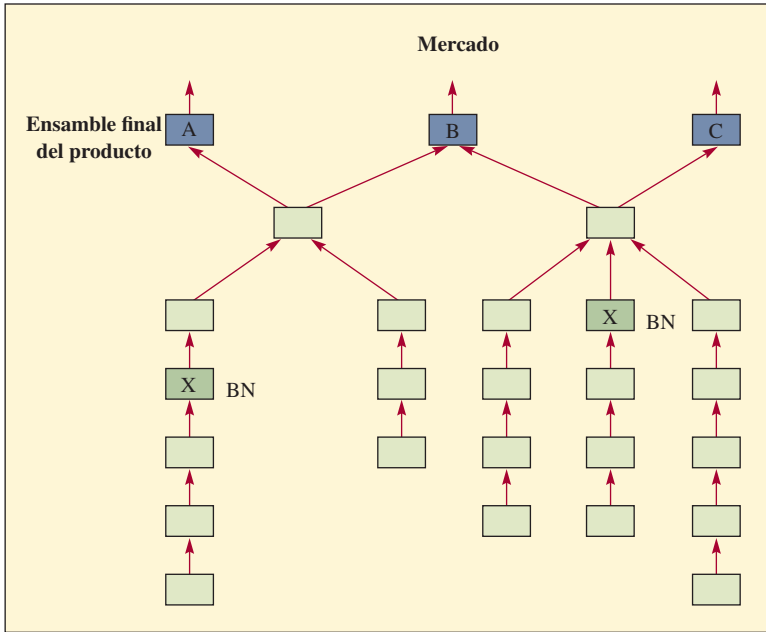 Mercado
Ensamble final
del producto
A
B
C
X
BN
X
BN